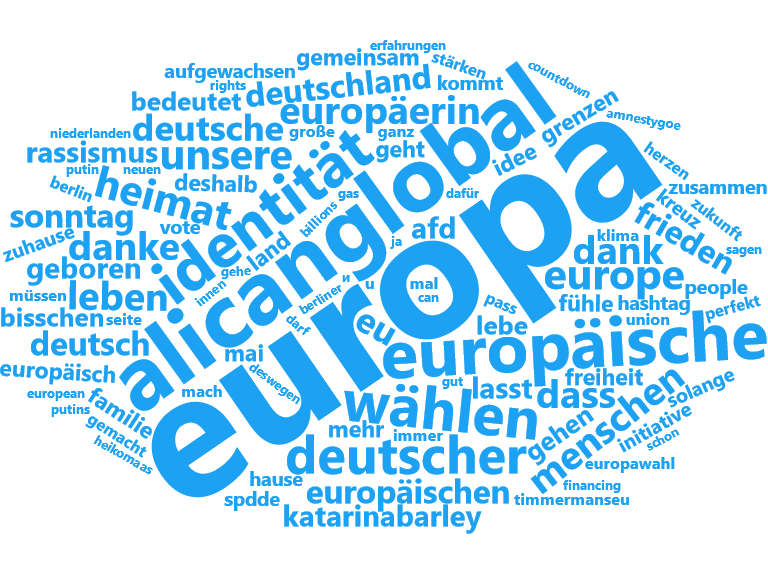 erfahrungen
gemeinsam
stärken
countdown
aufgewachsen
deutschland
kommt
rights
bedeutet
europäerin
grenzen
amnestygoe
niederlanden
deutsche
große
ganz
rassismus
unsere
identität
geht
idee
herzen
putin
neuen
berlin
heimat
deshalb
billions
gas
dafür
alicanglobal
europa
zusammen
kreuz
zukunft
sonntag
vote
land
ja
afd
klima
frieden
sagen
zuhause
danke
gehe
dank
geboren
innen
berliner
и
u
mal
can
europe
people
müssen
leben
pass
fühle
hashtag
perfekt
bisschen
seite
darf
eu
lebe
union
deutsch
mai
europäische
europäisch
deswegen
mach
gut
lasst
freiheit
dass
solange
european
familie
wählen
menschen
putins
gemacht
mehr
immer
gehen
initiative
schon
heikomaas
deutscher
europawahl
hause
spdde
europäischen
financing
timmermanseu
katarinabarley